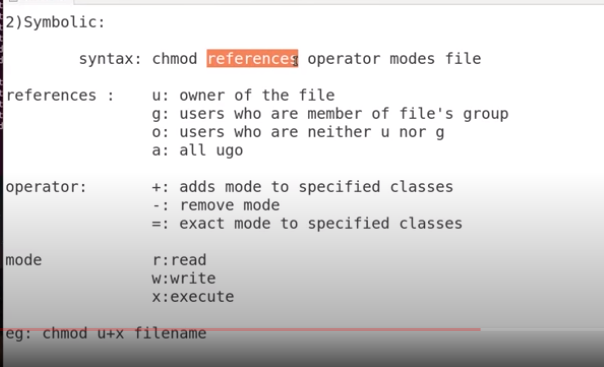 2)Symbolic:
syntax: chmod references operator modes file
references : u: owner of the file
g: users who are member of file's group
o: users who are neither u nor g
a: all ugo
operator: +: adds mode to specified classes
-: remove mode
=: exact mode to specified classes
mode r:read
w:write
x:execute
eg: chmod u+x filename